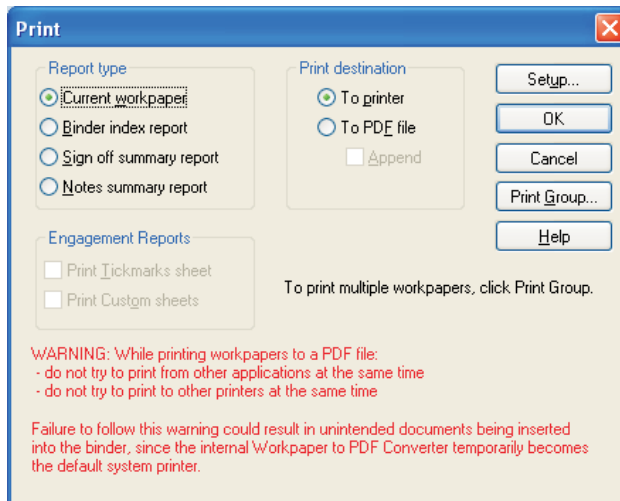 Print
Report type
Current workpaper
Binder index report
Sign off summary report
Notes summary report
Print destination
To printer
To PDF file
Append
Setup...
OK
Cancel
Print Group...
Help
Engagement Reports
Print Tickmarks sheet
Print Custom sheets
To print multiple workpapers, click Print Group.
WARNING: While printing workpapers to a PDF file:
- do not try to print from other applications at the same time
- do not try to print to other printers at the same time
Failure to follow this warning could result in unintended documents being inserted
into the binder, since the internal Workpaper to PDF Converter temporarily becomes
the default system printer.